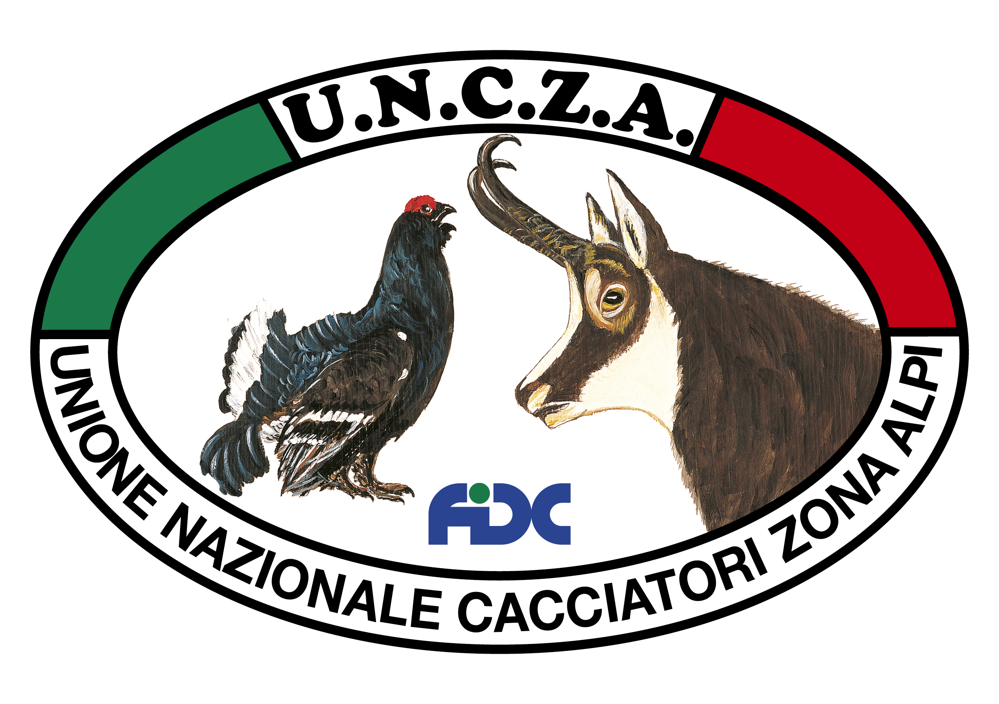 U.N.C.Z.A.
FIDC
UNIONE NAZIONALE CACCIATORI ZONA ALPI